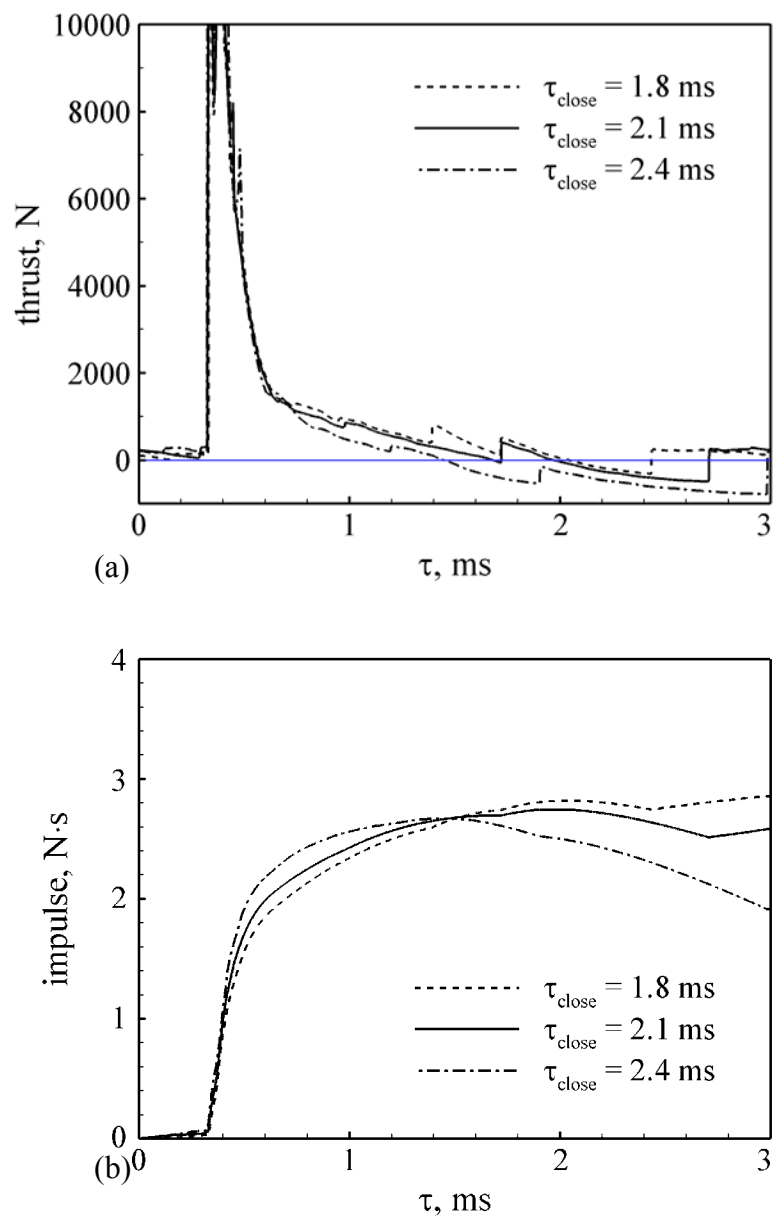 10000
8000
6000
4000
2000
0
thrust, N
τclose = 1.8 ms
τclose = 2.1 ms
τclose = 2.4 ms
0 1 2 3
(a)
τ, ms
4
3
2
1
0
impulse, N·s
τclose = 1.8 ms
τclose = 2.1 ms
τclose = 2.4 ms
0 1 2 3
(b)
τ, ms